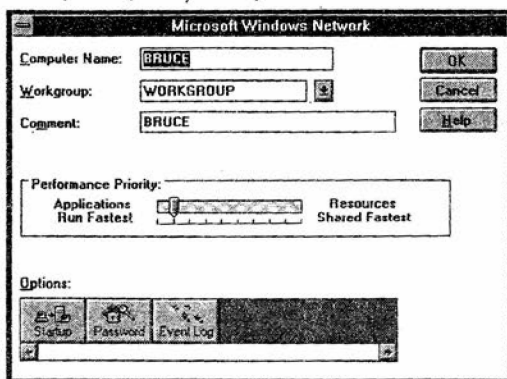 Microsoft Windows Network
Computer Name: BRUCE
OK
Workgroup: WORKGROUP
Cancel
Comment: BRUCE
Help
Performance Priority:
Applications Run Fastest
Resources Shared Fastest
Options:
Startup Password Event Log